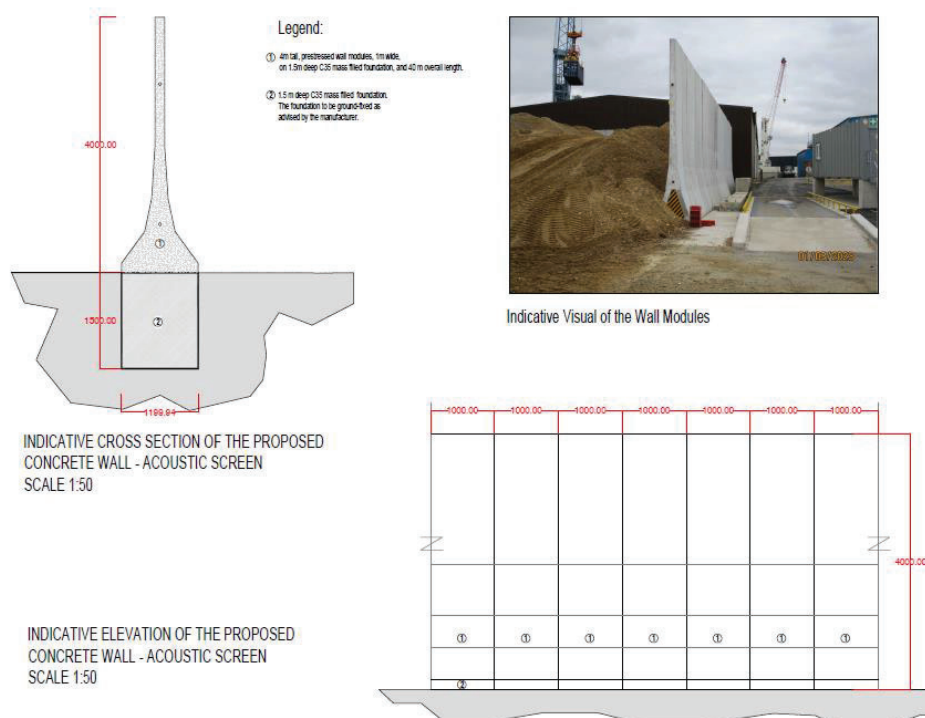 Legend:
① 4m tall, prestressed wall modules, 1m wide,
on 1.5m deep C35 mass filled foundation, and 40 m overall length.
② 1.5 m deep C35 mass filled foundation.
The foundation to be ground-fixed as
advised by the manufacturer.
4000.00
①
1500.00
②
1199.94
INDICATIVE CROSS SECTION OF THE PROPOSED
CONCRETE WALL - ACOUSTIC SCREEN
SCALE 1:50
Indicative Visual of the Wall Modules
1000.00 1000.00 1000.00 1000.00 1000.00 1000.00 1000.00
4000.00
① ① ① ① ① ① ①
②
INDICATIVE ELEVATION OF THE PROPOSED
CONCRETE WALL - ACOUSTIC SCREEN
SCALE 1:50